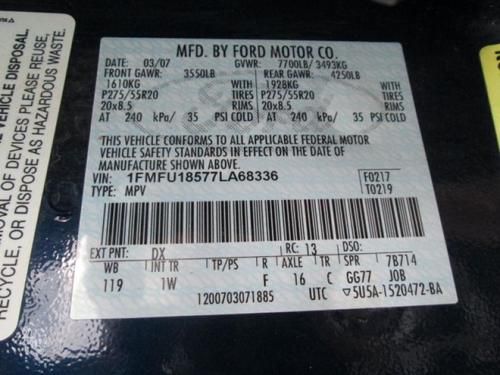 MFD. BY FORD MOTOR CO.
DATE: 03/07 GVWR: 7700LB/ 3493KG
FRONT GAWR: 3550LB REAR GAWR: 4250LB
1610KG WITH 1928KG WITH
P275/55R20 TIRES P275/55R20 TIRES
20x8.5 RIMS 20x8.5 RIMS
AT 240 kPa/ 35 PSI COLD AT 240 kPa/ 35 PSI COLD
THIS VEHICLE CONFORMS TO ALL APPLICABLE FEDERAL MOTOR
VEHICLE SAFETY AND THEFT PREVENTION STANDARDS IN EFFECT ON THE DATE OF
MANUFACTURE SHOWN ABOVE.
VIN: 1FMFU18577LA68336 F0217
TYPE: MPV T0219
EXT PNT: DX RC: 13 DSO:
WB INT TR TP/PS R AXLE TR SPR 7B714
119 1W F 16 C GG77 JOB
1200703071885 UTC 5U5A-1520472-BA
VEHICLE DISPOSAL
OF DEVICES PLEASE REUSE,
RECYCLE, OR DISPOSE AS HAZARDOUS WASTE.